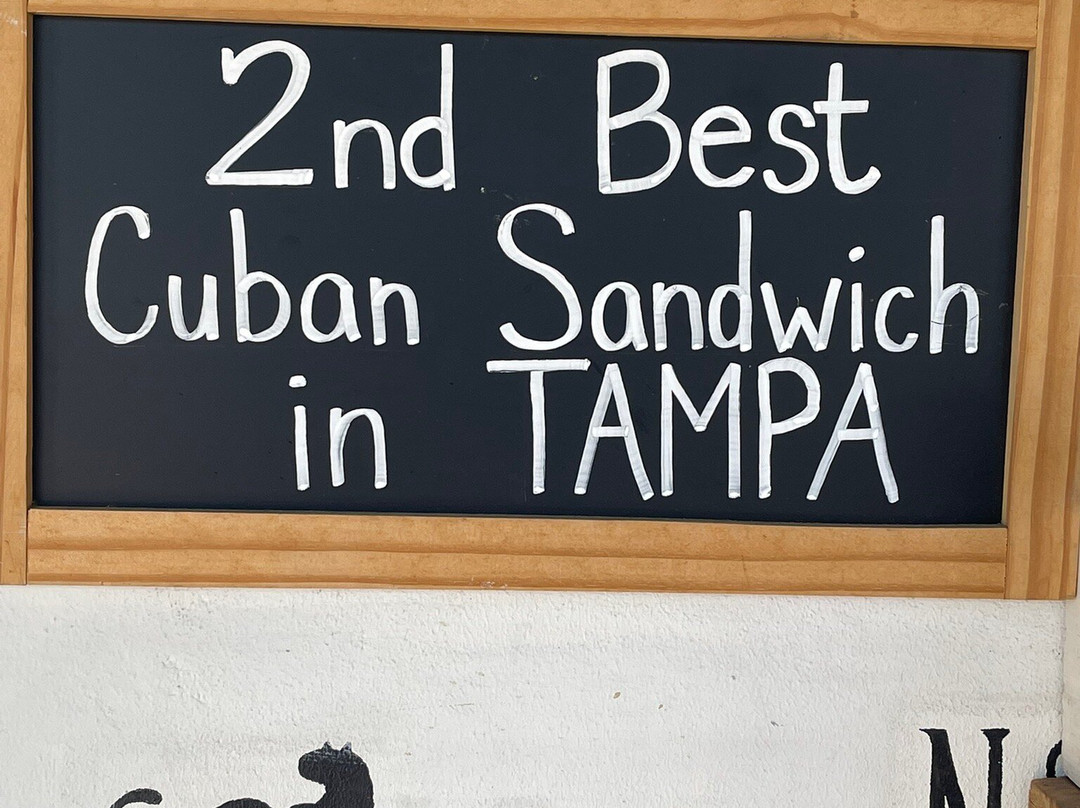 2nd Best
Cuban Sandwich
in TAMPA